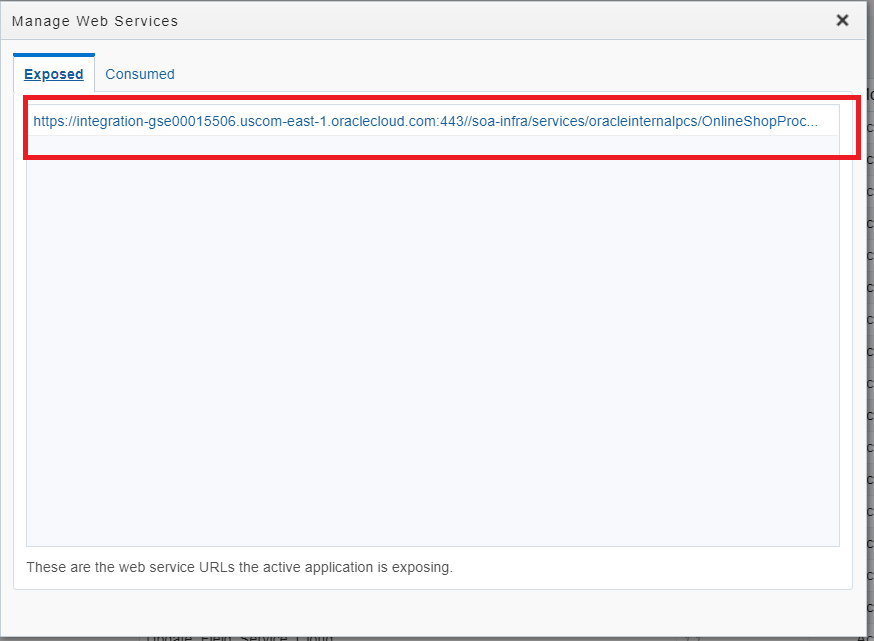 Manage Web Services
Exposed Consumed
https://integration-gse00015506.uscom-east-1.oraclecloud.com:443//soa-infra/services/oracleinternalpcs/OnlineShopProc...
These are the web service URLs the active application is exposing.
Update_Field_Service_Cloud